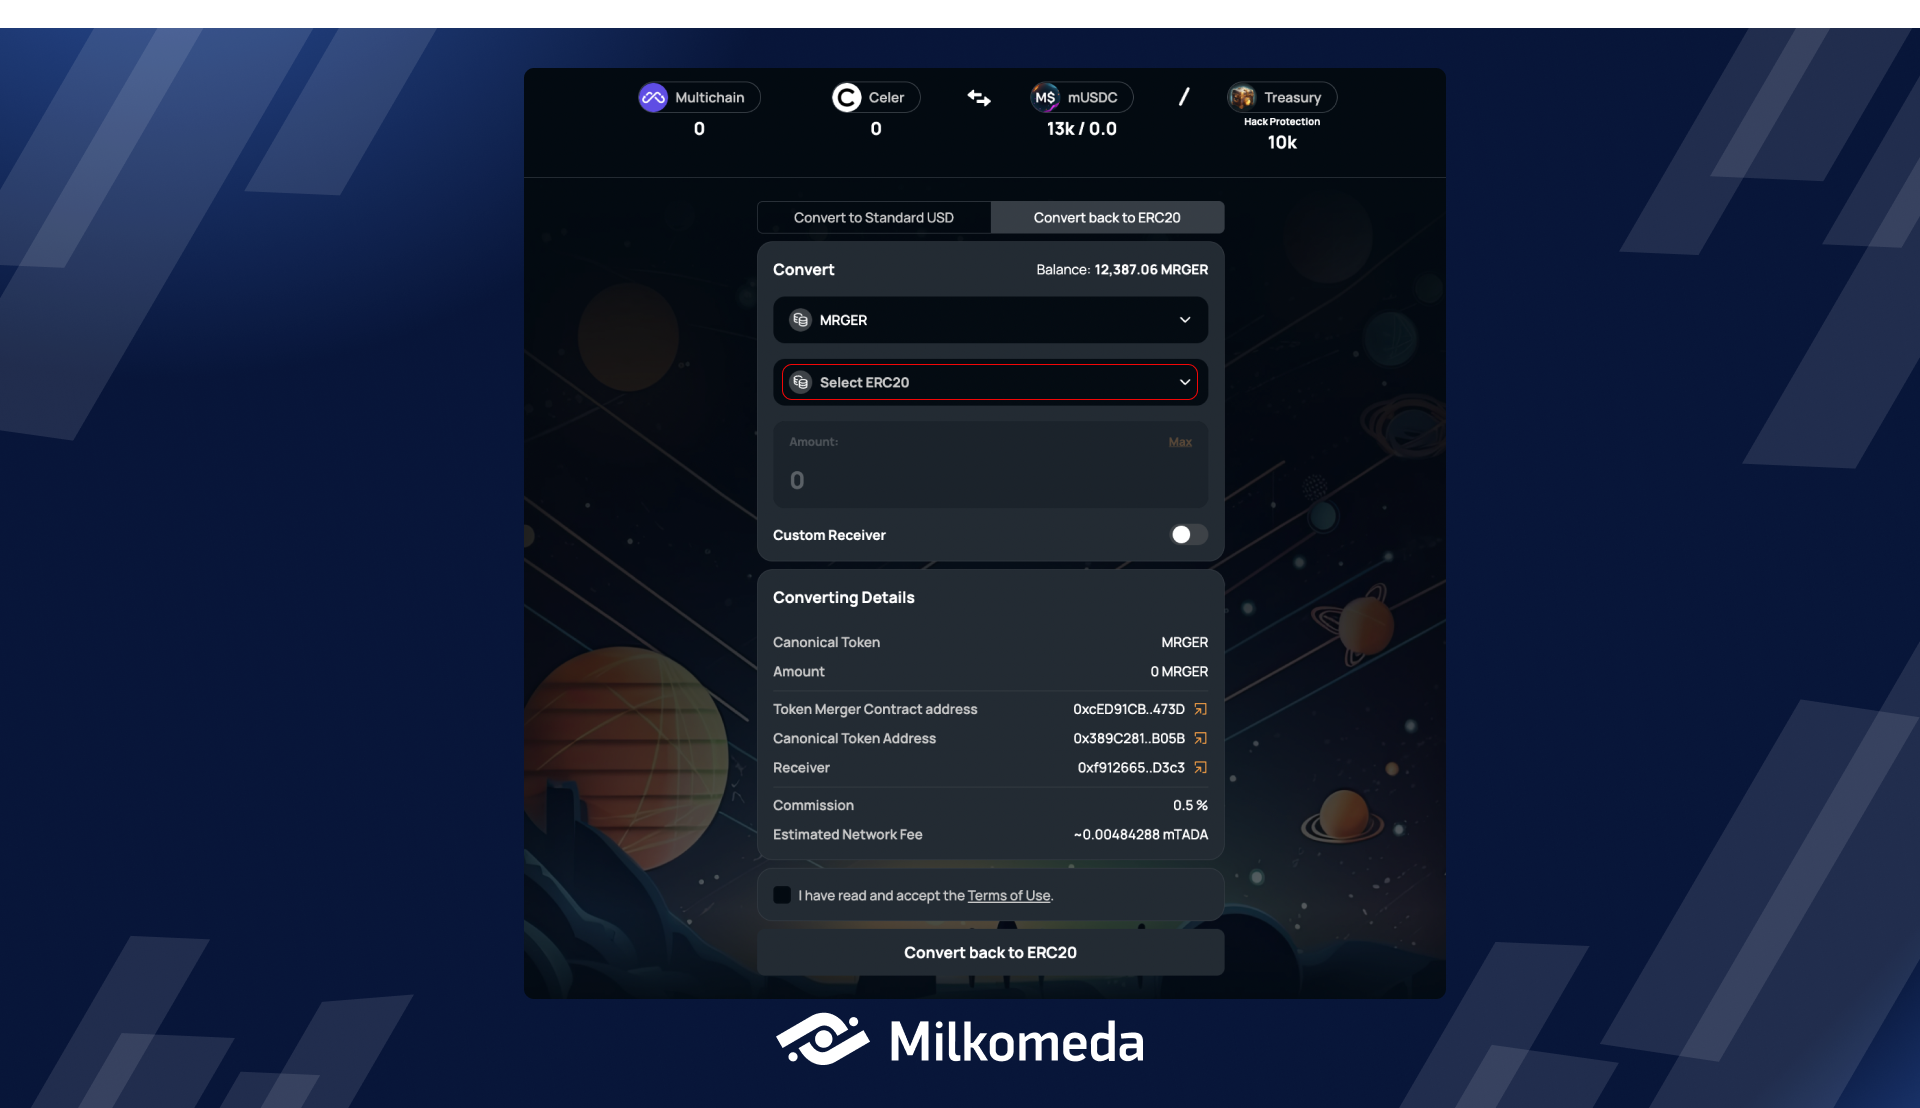 Multichain
0
C Celer
0
M$ mUSDC
13k / 0.0
Treasury
Hack Protection
10k
Convert to Standard USD
Convert back to ERC20
Convert
Balance: 12,387.06 MRGER
MRGER
Select ERC20
Amount:
Max
0
Custom Receiver
Converting Details
Canonical Token
MRGER
Amount
0 MRGER
Token Merger Contract address
0xcED91CB..473D
Canonical Token Address
0x389C281..B05B
Receiver
0xf912665..D3c3
Commission
0.5 %
Estimated Network Fee
~0.00484288 mTADA
I have read and accept the Terms of Use.
Convert back to ERC20
Milkomeda